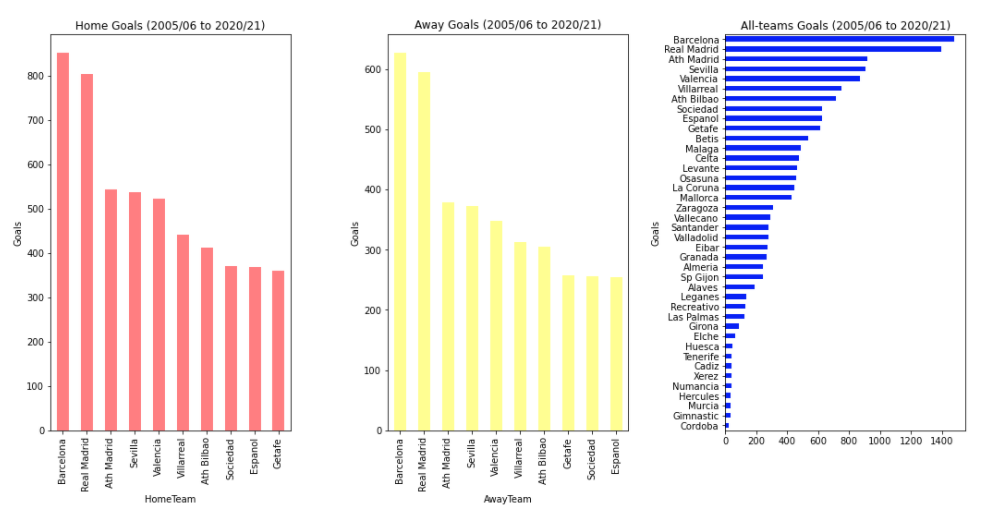 Home Goals (2005/06 to 2020/21)
Goals
800
700
600
500
400
300
200
100
0
Barcelona
Real Madrid
Ath Madrid
Sevilla
Valencia
Villarreal
Ath Bilbao
Sociedad
Espanol
Getafe
HomeTeam
Away Goals (2005/06 to 2020/21)
Goals
600
500
400
300
200
100
0
Barcelona
Real Madrid
Ath Madrid
Sevilla
Valencia
Villarreal
Ath Bilbao
Getafe
Sociedad
Espanol
AwayTeam
All-teams Goals (2005/06 to 2020/21)
Goals
Barcelona
Real Madrid
Ath Madrid
Sevilla
Valencia
Villarreal
Ath Bilbao
Sociedad
Espanol
Getafe
Betis
Malaga
Celta
Levante
Osasuna
La Coruna
Mallorca
Zaragoza
Vallecano
Santander
Valladolid
Eibar
Granada
Almeria
Sp Gijon
Alaves
Leganes
Recreativo
Las Palmas
Girona
Elche
Huesca
Tenerife
Cadiz
Xerez
Numancia
Hercules
Murcia
Gimnastic
Cordoba
0 200 400 600 800 1000 1200 1400